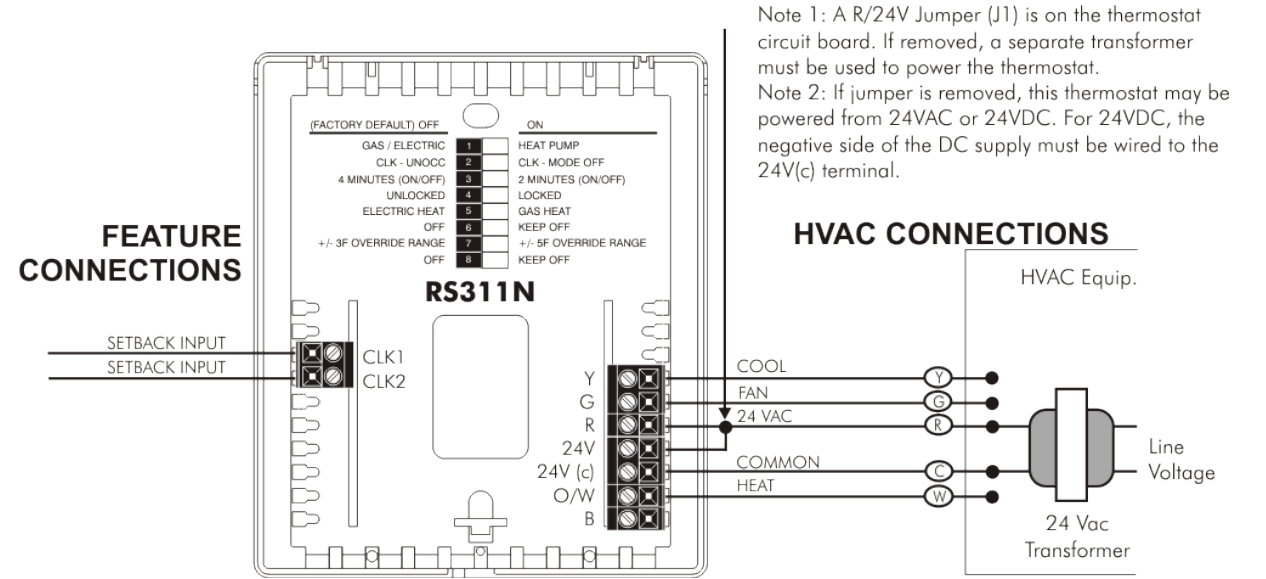 Note 1: A R/24V Jumper (J1) is on the thermostat
circuit board. If removed, a separate transformer
must be used to power the thermostat.
Note 2: If jumper is removed, this thermostat may be
powered from 24VAC or 24VDC. For 24VDC, the
negative side of the DC supply must be wired to the
24V(c) terminal.
(FACTORY DEFAULT) OFF ON
GAS / ELECTRIC 1 HEAT PUMP
CLK - UNOCC 2 CLK - MODE OFF
4 MINUTES (ON/OFF) 3 2 MINUTES (ON/OFF)
UNLOCKED 4 LOCKED
ELECTRIC HEAT 5 GAS HEAT
OFF 6 KEEP OFF
+/- 3F OVERRIDE RANGE 7 +/- 5F OVERRIDE RANGE
OFF 8 KEEP OFF
RS311N
FEATURE
CONNECTIONS
SETBACK INPUT CLK1
SETBACK INPUT CLK2
HVAC CONNECTIONS
HVAC Equip.
Y COOL Y
G FAN G
R 24 VAC R
24V
24V (c) COMMON C
O/W HEAT W
B
Line
Voltage
24 Vac
Transformer